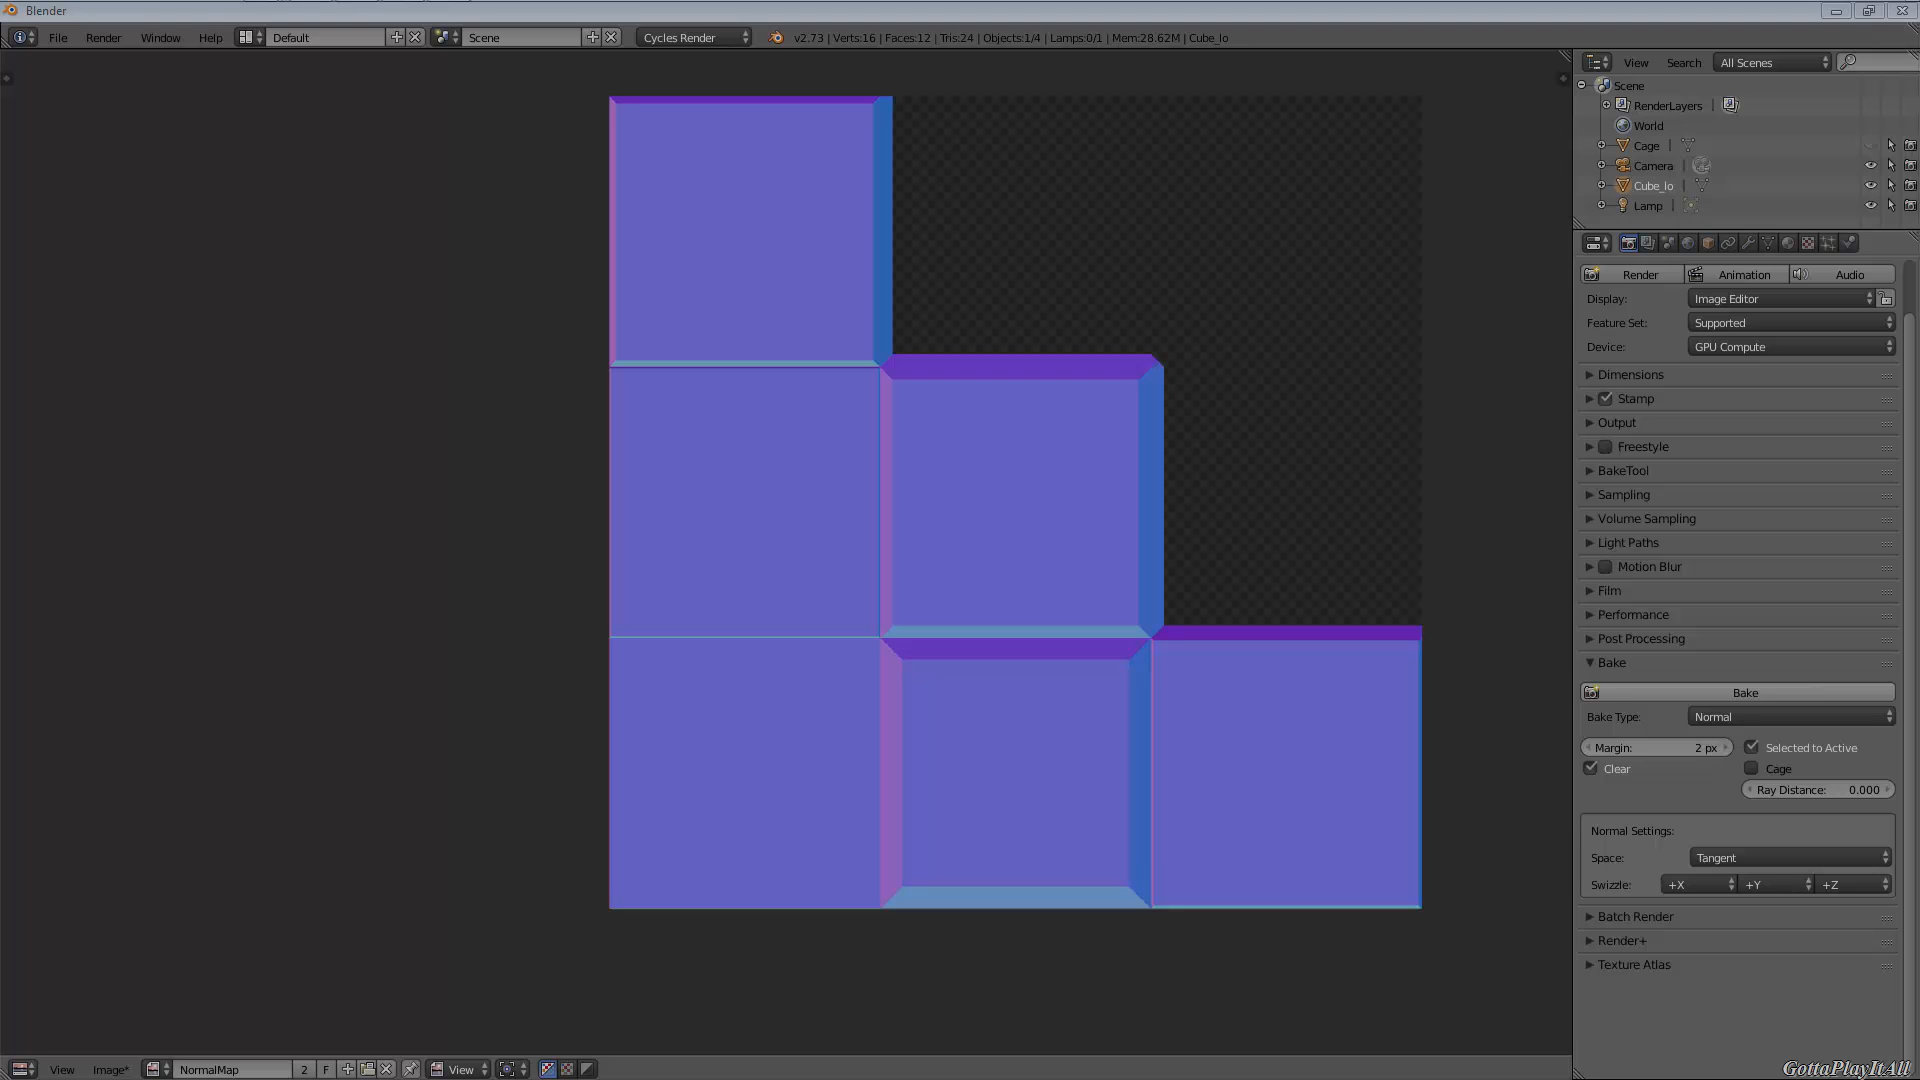 Blender
File Render Window Help Default Scene Cycles Render v2.73 | Verts:16 | Faces:12 | Tris:24 | Objects:1/4 | Lamps:0/1 | Mem:28.62M | Cube_lo
View Search All Scenes
Scene
RenderLayers
World
Cage
Camera
Cube_lo
Lamp
Render Animation Audio
Display: Image Editor
Feature Set: Supported
Device: GPU Compute
Dimensions
Stamp
Output
Freestyle
BakeTool
Sampling
Volume Sampling
Light Paths
Motion Blur
Film
Performance
Post Processing
Bake
Bake
Bake Type: Normal
Margin: 2 px Selected to Active
Clear Cage
Ray Distance: 0.000
Normal Settings:
Space: Tangent
Swizzle: +X +Y +Z
Batch Render
Render+
Texture Atlas
View Image* NormalMap 2 F View
GottaPlayItAll